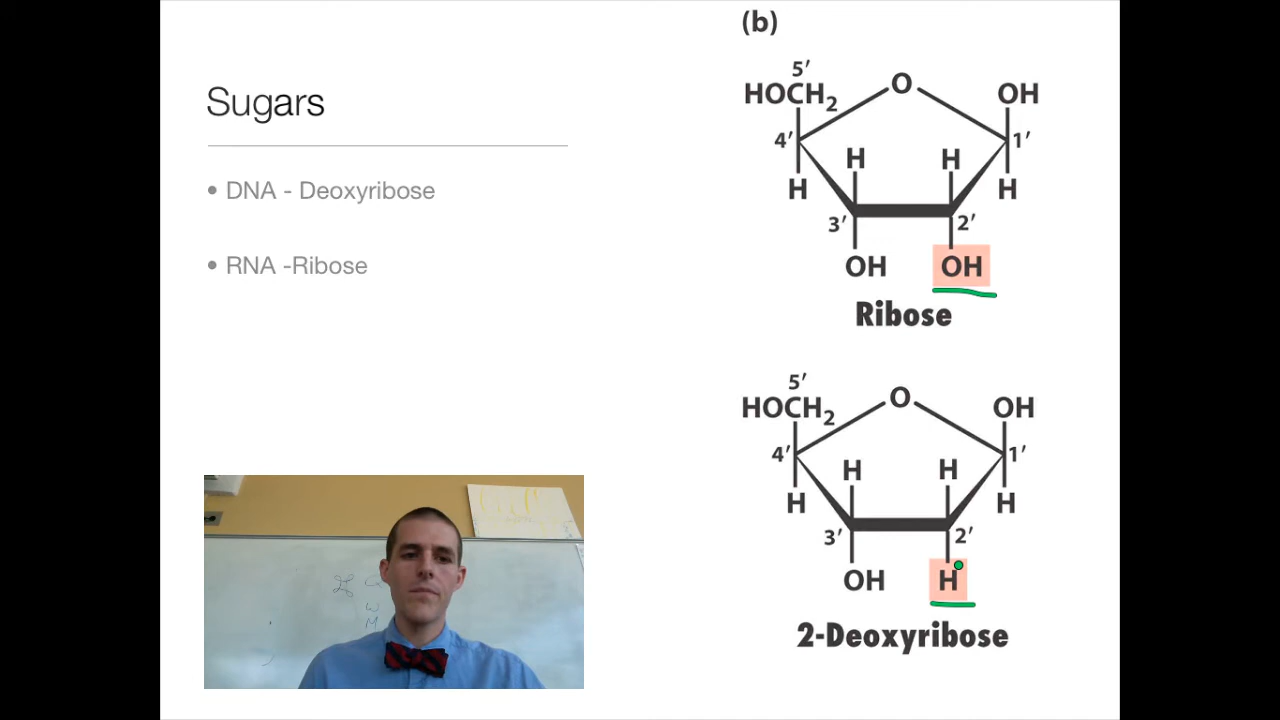 Sugars
• DNA - Deoxyribose
• RNA -Ribose
(b)
5′
HOCH2 O OH
4′ 1′
H H
H H
3′ 2′
OH OH
Ribose
5′
HOCH2 O OH
4′ 1′
H H
H H
3′ 2′
OH H
2-Deoxyribose
W
M